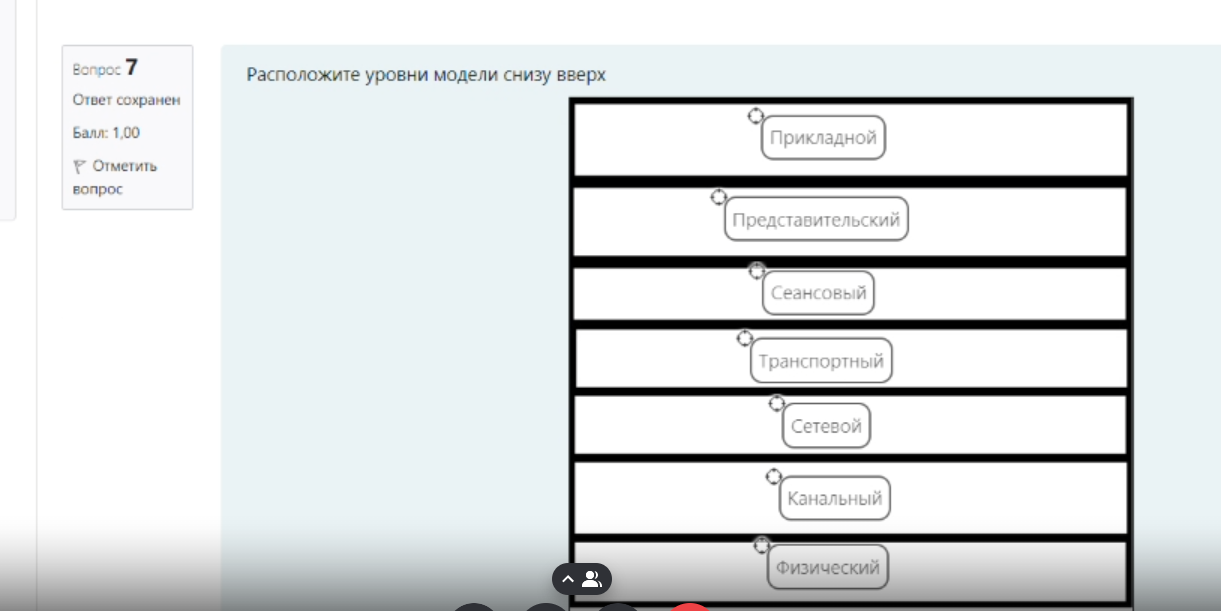 Вопрос 7
Ответ сохранен
Балл: 1,00
Отметить
вопрос
Расположите уровни модели снизу вверх
Прикладной
Представительский
Сеансовый
Транспортный
Сетевой
Канальный
Физический